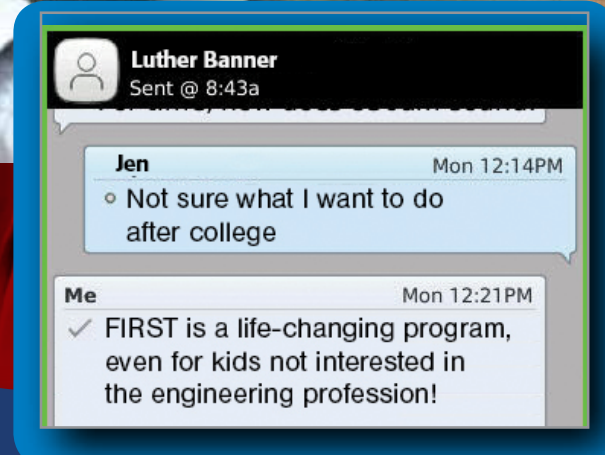 Luther Banner
Sent @ 8:43a
Jen Mon 12:14PM
Not sure what I want to do
after college
Me Mon 12:21PM
FIRST is a life-changing program,
even for kids not interested in
the engineering profession!